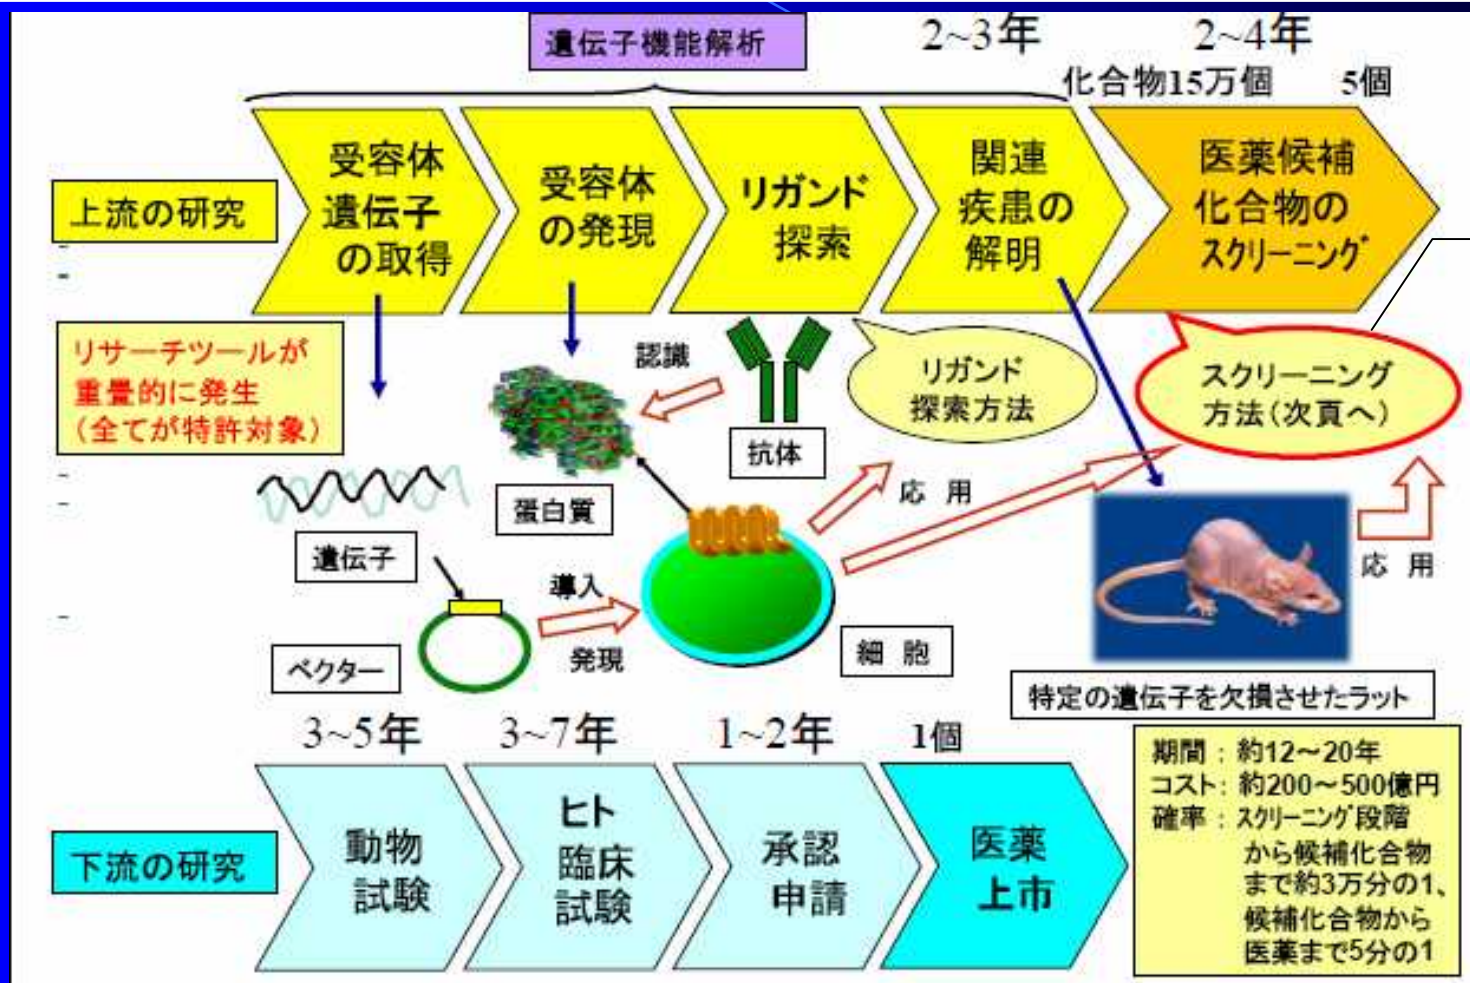 遺伝子機能解析
2~3年
2~4年
化合物15万個
5個
上流の研究
受容体
遺伝子
の取得
受容体
の発現
リガンド
探索
関連
疾患の
解明
医薬候補
化合物の
スクリーニング
リサーチツールが
重畳的に発生
(全てが特許対象)
認識
リガンド
探索方法
スクリーニング
方法(次頁へ)
抗体
蛋白質
応 用
遺伝子
導入
発現
ベクター
細 胞
応 用
特定の遺伝子を欠損させたラット
3~5年
3~7年
1~2年
1個
下流の研究
動物
試験
ヒト
臨床
試験
承認
申請
医薬
上市
期間:約12~20年
コスト:約200~500億円
確率:スクリーニング段階
から候補化合物
まで約3万分の1、
候補化合物から
医薬まで5分の1